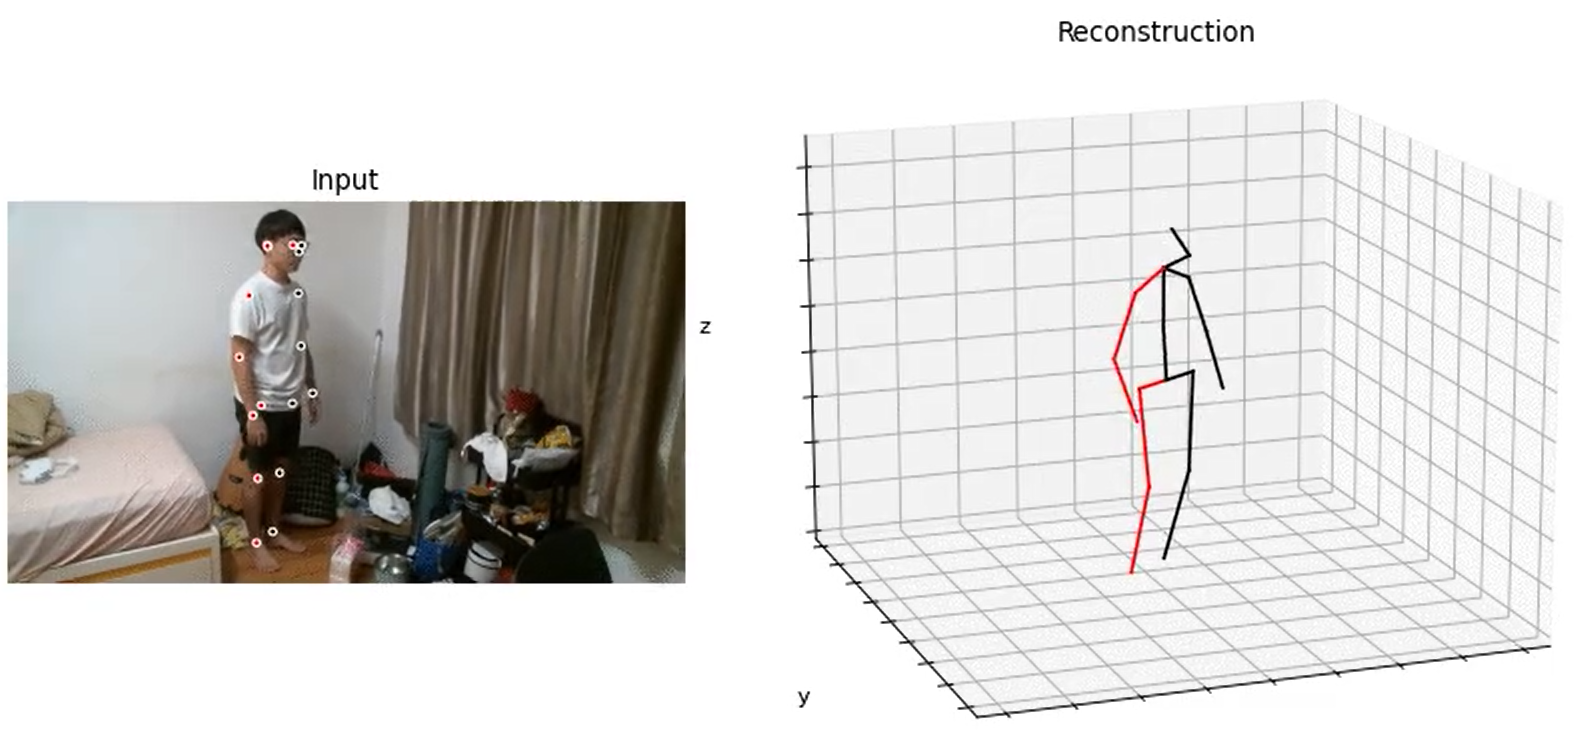 Reconstruction
Input
z
y